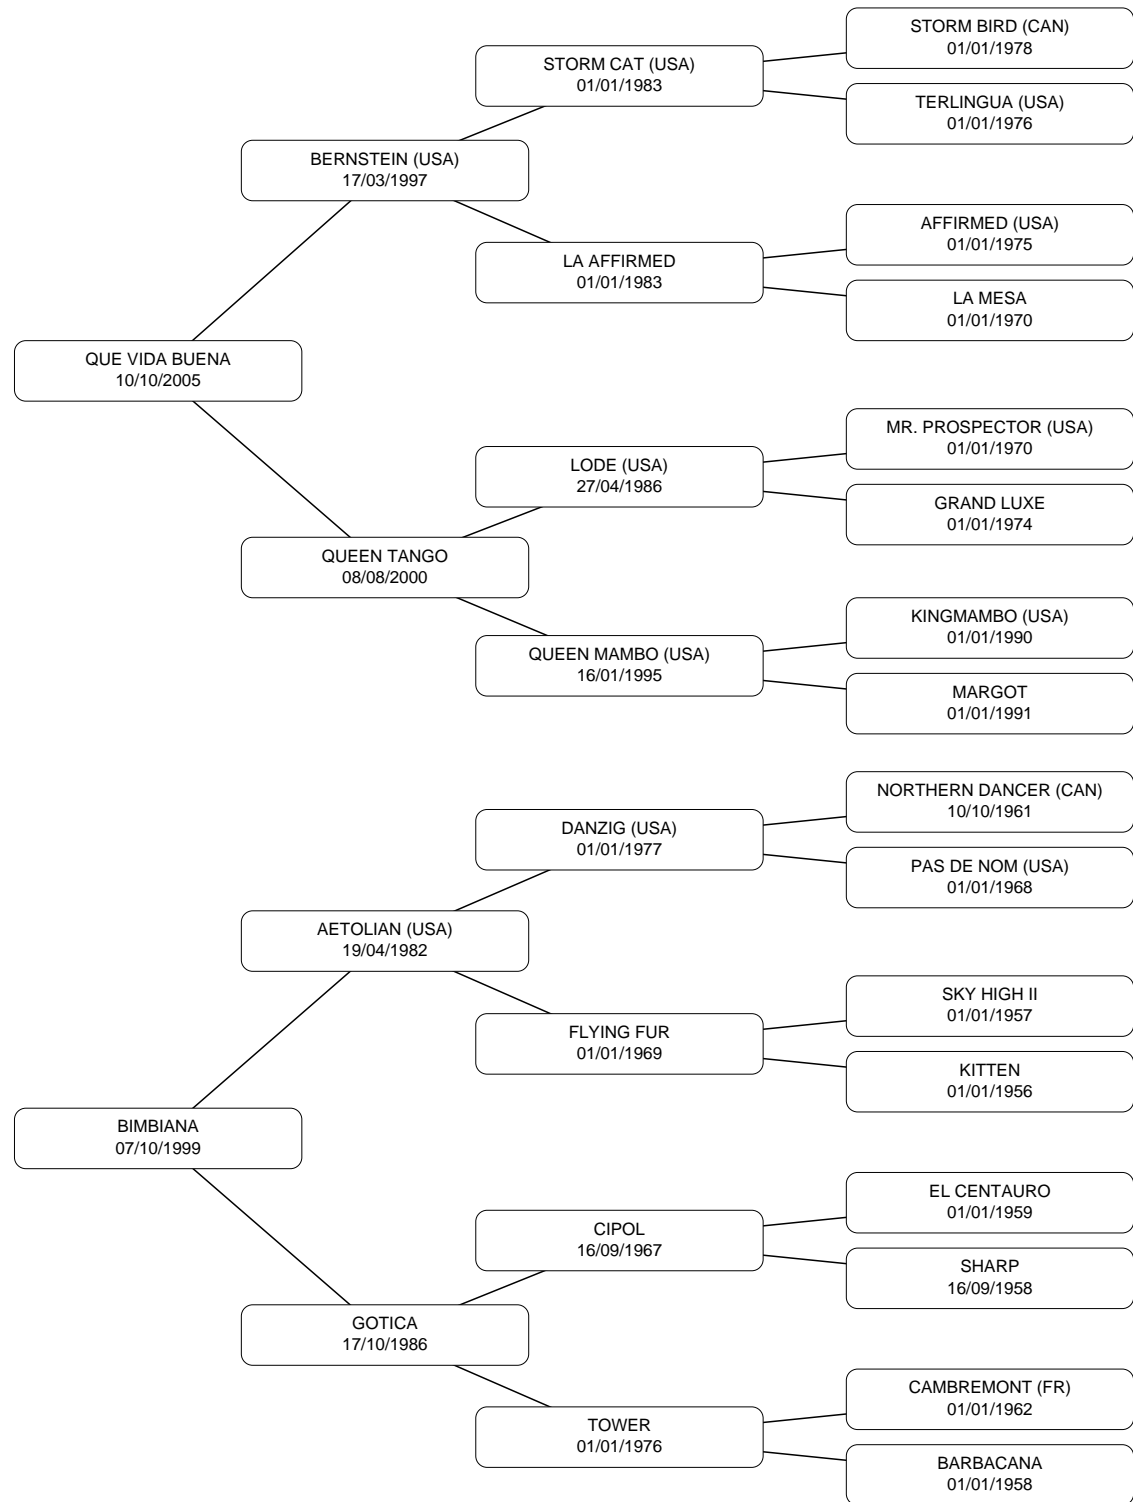 STORM BIRD (CAN)
01/01/1978
STORM CAT (USA)
01/01/1983
TERLINGUA (USA)
01/01/1976
BERNSTEIN (USA)
17/03/1997
AFFIRMED (USA)
01/01/1975
LA AFFIRMED
01/01/1983
LA MESA
01/01/1970
QUE VIDA BUENA
10/10/2005
MR. PROSPECTOR (USA)
01/01/1970
LODE (USA)
27/04/1986
GRAND LUXE
01/01/1974
QUEEN TANGO
08/08/2000
KINGMAMBO (USA)
01/01/1990
QUEEN MAMBO (USA)
16/01/1995
MARGOT
01/01/1991
NORTHERN DANCER (CAN)
10/10/1961
DANZIG (USA)
01/01/1977
PAS DE NOM (USA)
01/01/1968
AETOLIAN (USA)
19/04/1982
SKY HIGH II
01/01/1957
FLYING FUR
01/01/1969
KITTEN
01/01/1956
BIMBIANA
07/10/1999
EL CENTAURO
01/01/1959
CIPOL
16/09/1967
SHARP
16/09/1958
GOTICA
17/10/1986
CAMBREMONT (FR)
01/01/1962
TOWER
01/01/1976
BARBACANA
01/01/1958